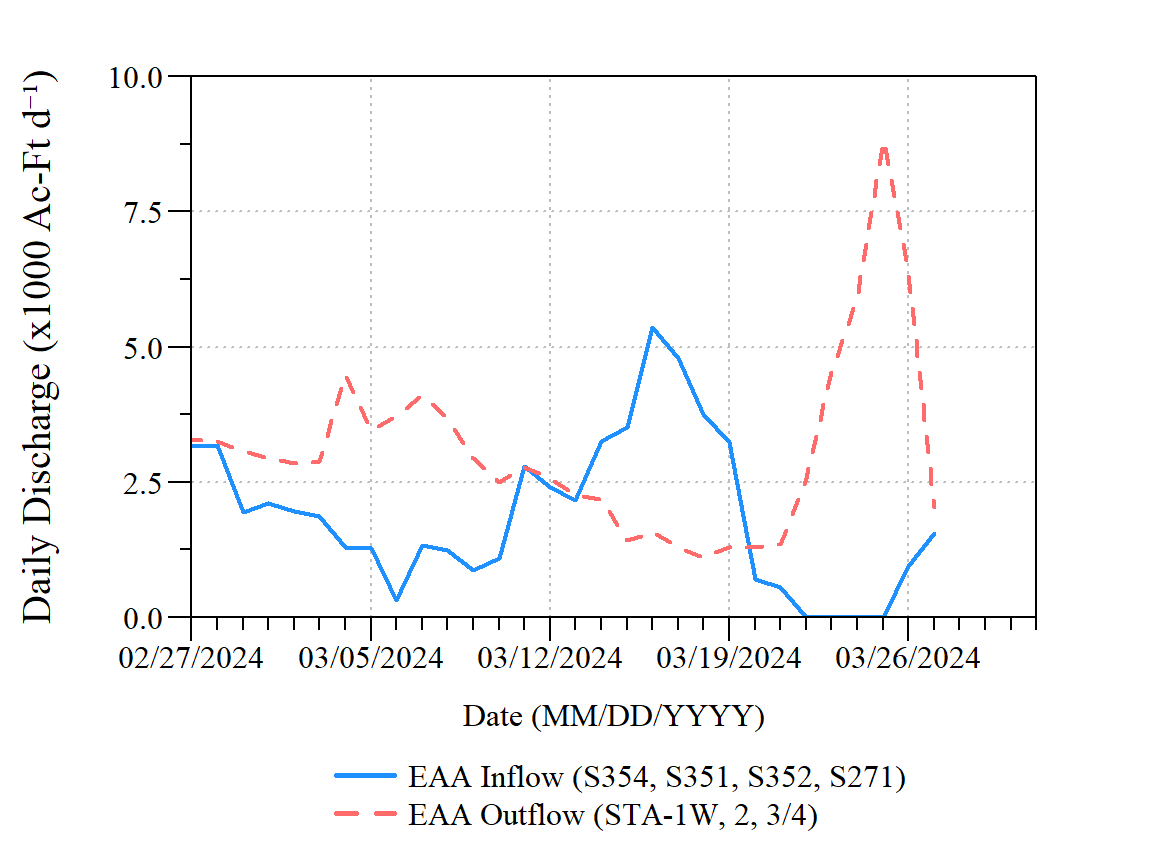 Daily Discharge (x1000 Ac-Ft d⁻¹)
10.0
7.5
5.0
2.5
0.0
02/27/2024 03/05/2024 03/12/2024 03/19/2024 03/26/2024
Date (MM/DD/YYYY)
EAA Inflow (S354, S351, S352, S271)
EAA Outflow (STA-1W, 2, 3/4)